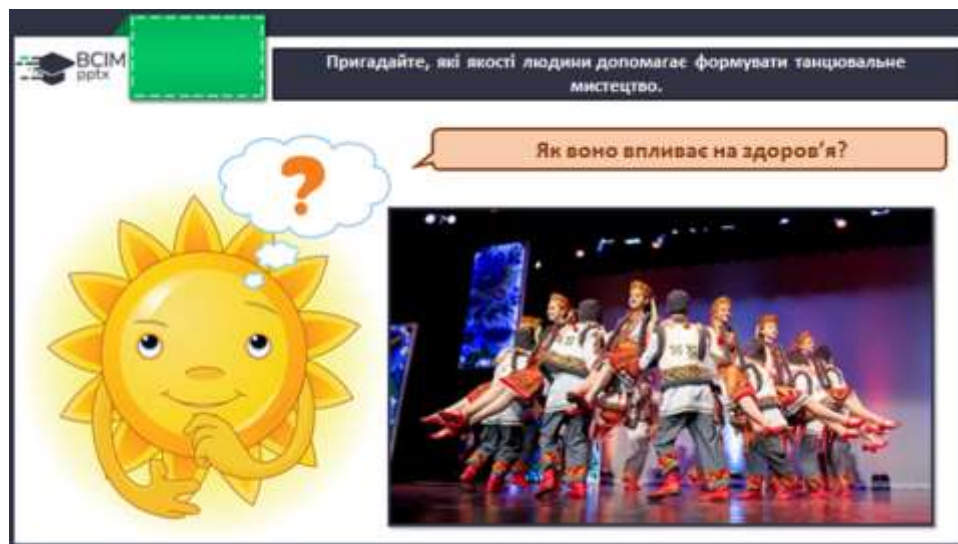 ВСІМ
pptx
Пригадайте, які якості людини допомагає формувати танцювальне
мистецтво.
?
Як воно впливає на здоров’я?